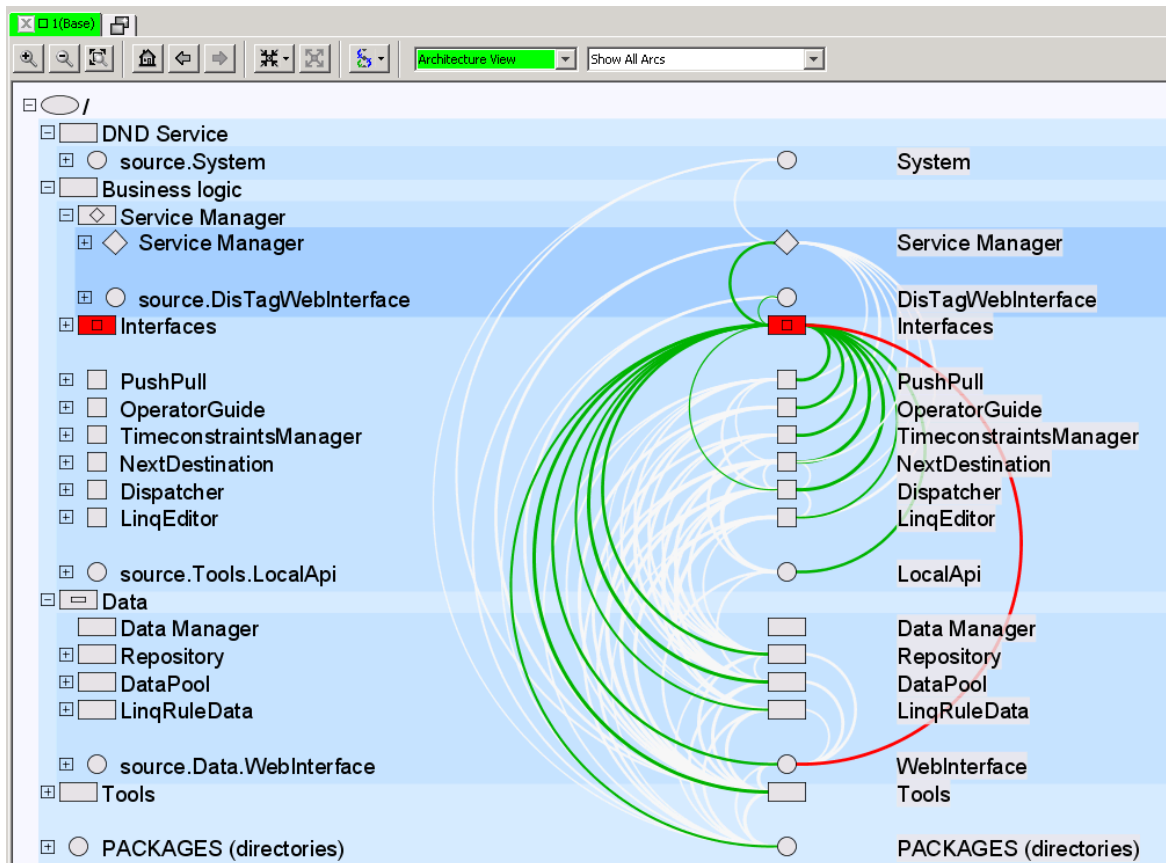 1(Base)
Architecture View Show All Arcs
/
DND Service
source.System System
Business logic
Service Manager
Service Manager Service Manager
source.DisTagWebInterface DisTagWebInterface
Interfaces Interfaces
PushPull PushPull
OperatorGuide OperatorGuide
TimeconstraintsManager TimeconstraintsManager
NextDestination NextDestination
Dispatcher Dispatcher
LinqEditor LinqEditor
source.Tools.LocalApi LocalApi
Data
Data Manager Data Manager
Repository Repository
DataPool DataPool
LinqRuleData LinqRuleData
source.Data.WebInterface WebInterface
Tools Tools
PACKAGES (directories) PACKAGES (directories)